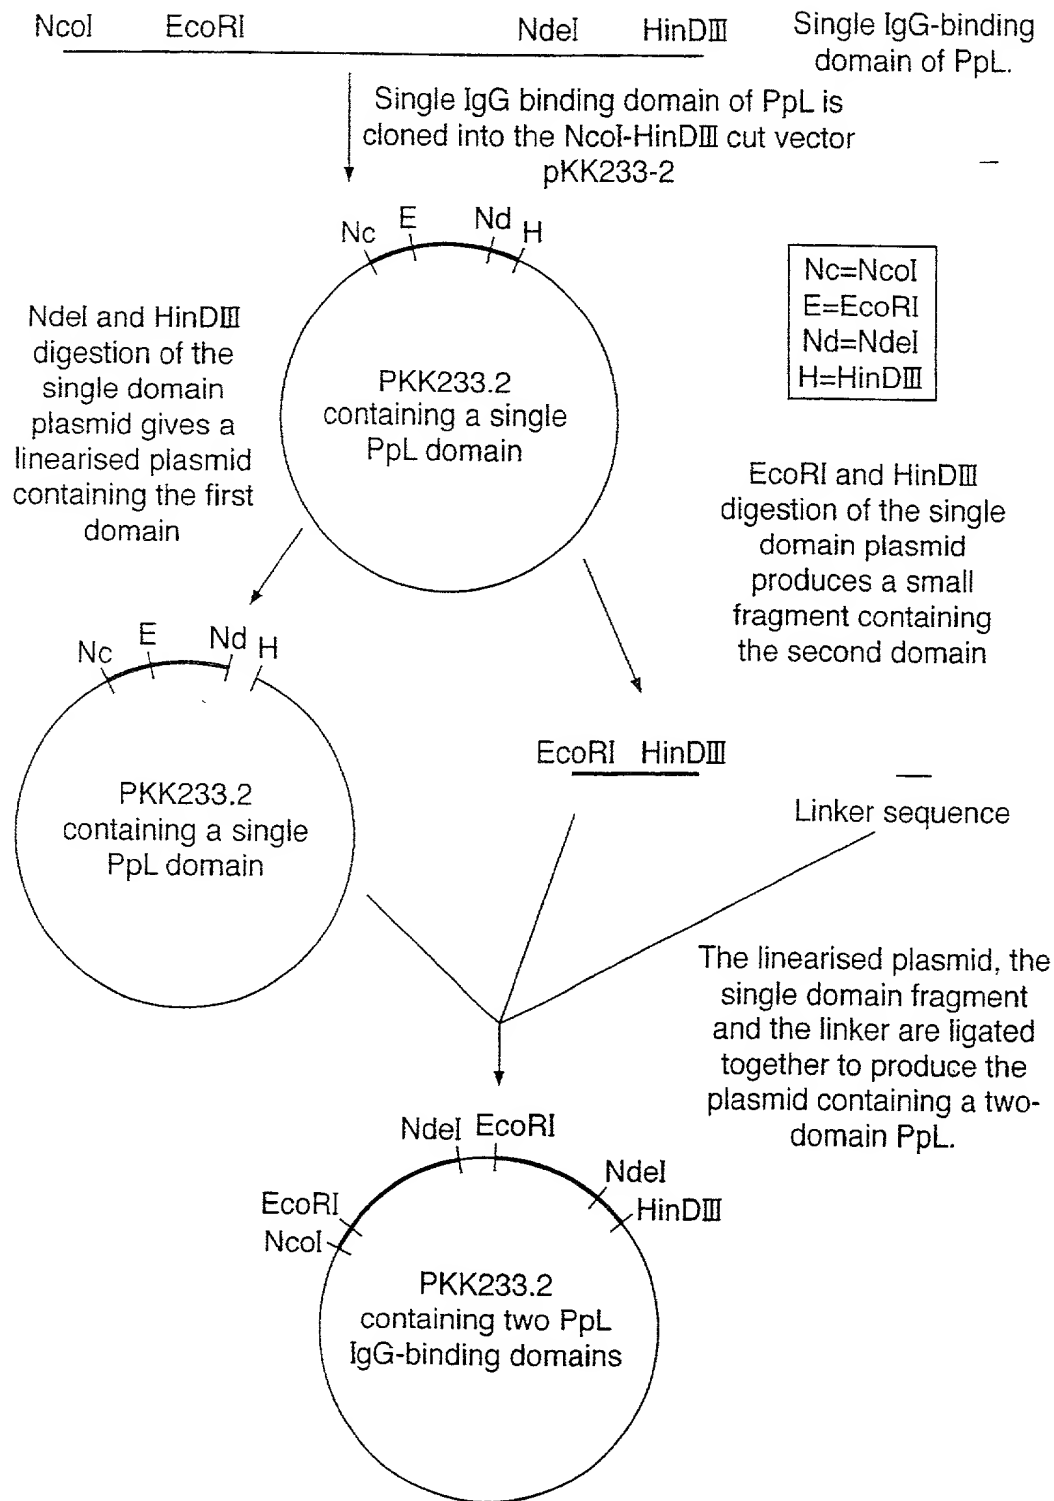 NcoI EcoRI NdeI HinDIII
Single IgG-binding
domain of PpL.
Single IgG binding domain of PpL is
cloned into the NcoI-HinDIII cut vector
pKK233-2
Nc E Nd H
Nc=NcoI
E=EcoRI
Nd=NdeI
H=HinDIII
NdeI and HinDIII
digestion of the
single domain
plasmid gives a
linearised plasmid
containing the first
domain
PKK233.2
containing a single
PpL domain
EcoRI and HinDIII
digestion of the single
domain plasmid
produces a small
fragment containing
the second domain
Nc E Nd H
PKK233.2
containing a single
PpL domain
EcoRI HinDIII
Linker sequence
The linearised plasmid, the
single domain fragment
and the linker are ligated
together to produce the
plasmid containing a two-
domain PpL.
NdeI EcoRI
EcoRI
NcoI
NdeI
HinDIII
PKK233.2
containing two PpL
IgG-binding domains